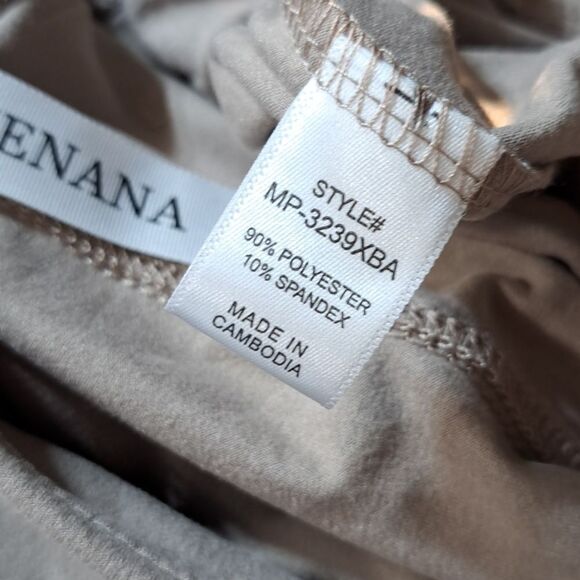 ENANA
STYLE#
MP-3239XBA
90% POLYESTER
10% SPANDEX
MADE IN
CAMBODIA